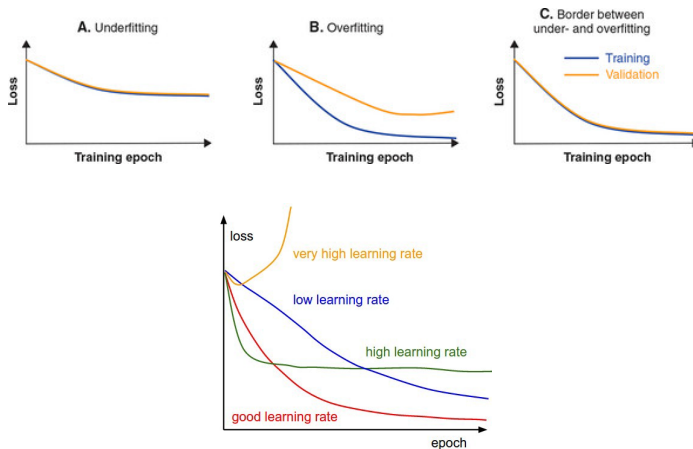 A. Underfitting
Loss
Training epoch
B. Overfitting
Loss
Training epoch
C. Border between
under- and overfitting
Training
Validation
Loss
Training epoch
loss
very high learning rate
low learning rate
high learning rate
good learning rate
epoch